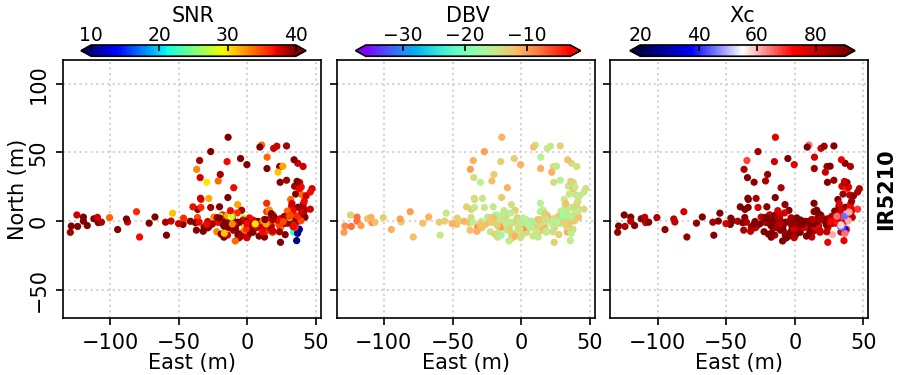 SNR DBV Xc
10 20 30 40 −30 −20 −10 20 40 60 80
100
50
0
−50
North (m)
IR5210
−100 −50 0 50 −100 −50 0 50 −100 −50 0 50
East (m) East (m) East (m)